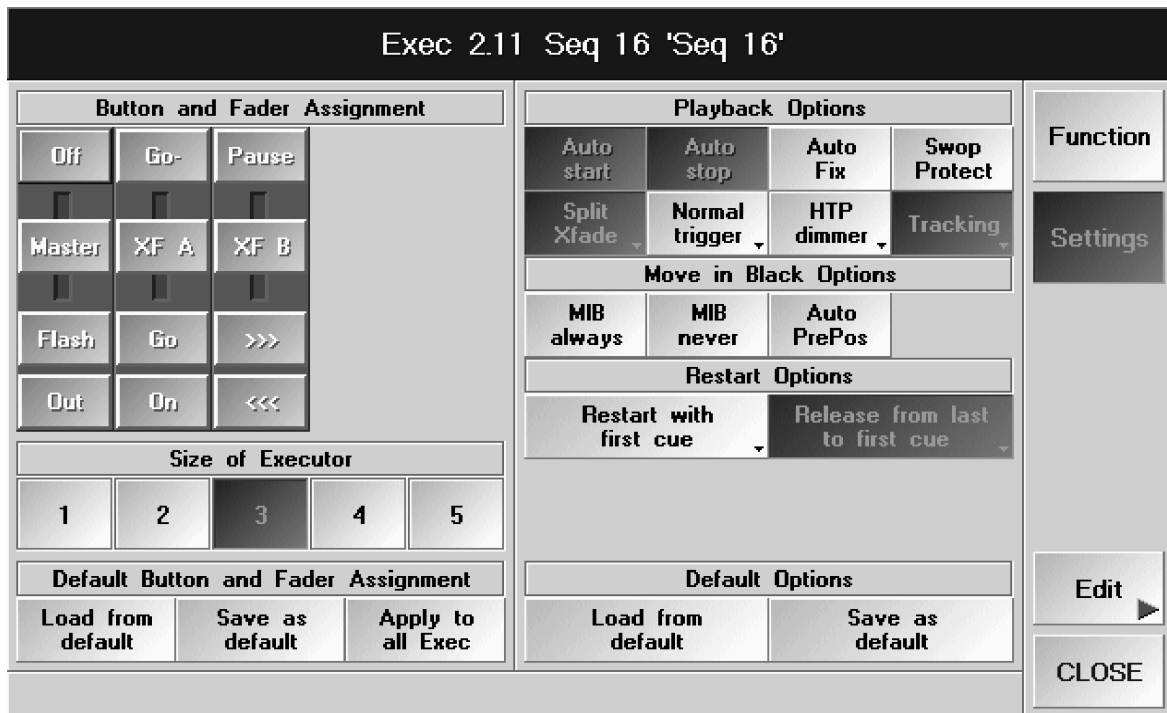 Exec 2.11 Seq 16 'Seq 16'
Button and Fader Assignment
Off Go- Pause
Master XF A XF B
Flash Go >>>
Out On <<<
Size of Executor
1 2 3 4 5
Default Button and Fader Assignment
Load from Save as Apply to
default default all Exec
Playback Options
Auto Auto Auto Swop
start stop Fix Protect
Split Normal HTP Tracking
Xfade trigger dimmer
Move in Black Options
MIB MIB Auto
always never PrePos
Restart Options
Restart with Release from last
first cue to first cue
Default Options
Load from Save as
default default
Function
Settings
Edit
CLOSE